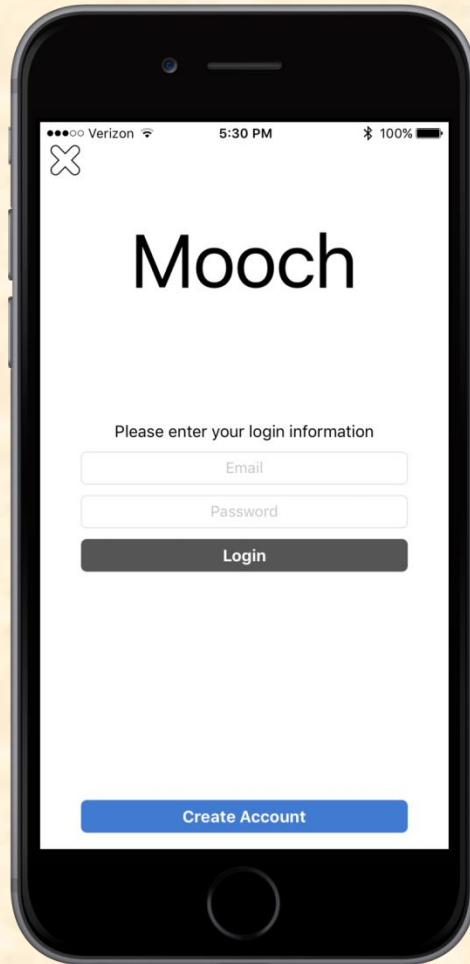 Verizon 5:30 PM 100%
Mooch
Please enter your login information
Email
Password
Login
Create Account